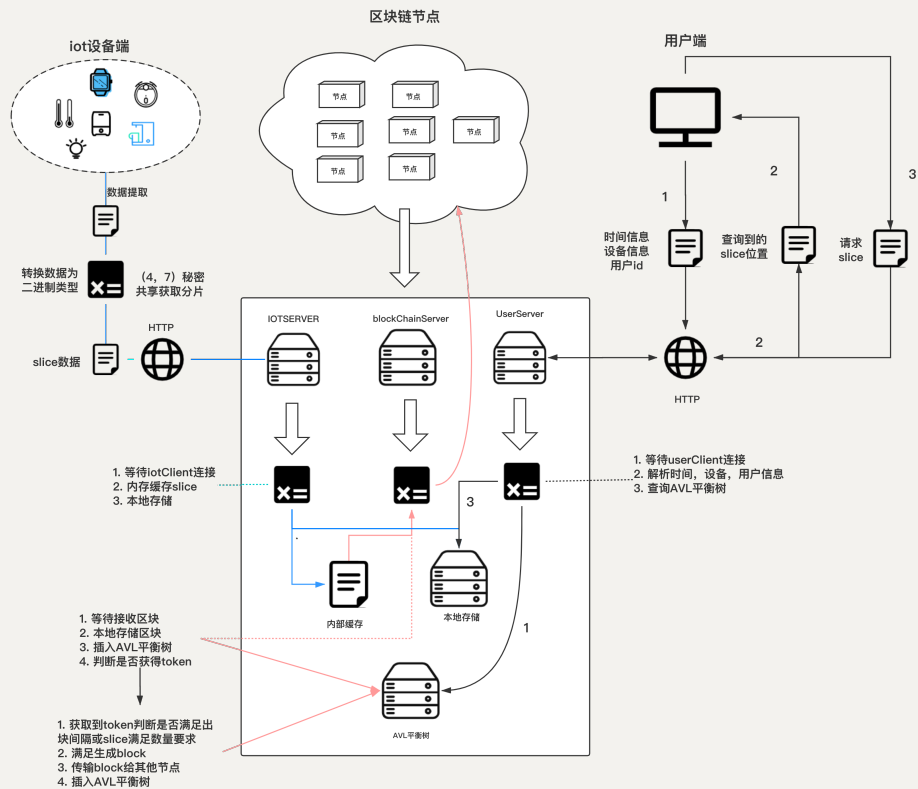 区块链节点
iot设备端
用户端
节点
节点
节点
节点
节点
节点
节点
数据提取
转换数据为
二进制类型
（4，7）秘密
共享获取分片
HTTP
slice数据
1
2
3
时间信息
设备信息
用户id
查询到的
slice位置
请求
slice
2
HTTP
IOTSERVER
blockChainServer
UserServer
1. 等待iotClient连接
2. 内存缓存slice
3. 本地存储
1. 等待userClient连接
2. 解析时间，设备，用户信息
3. 查询AVL平衡树
3
内部缓存
本地存储
1
1. 等待接收区块
2. 本地存储区块
3. 插入AVL平衡树
4. 判断是否获得token
AVL平衡树
1. 获取到token判断是否满足出
块间隔或slice满足数量要求
2. 满足生成block
3. 传输block给其他节点
4. 插入AVL平衡树